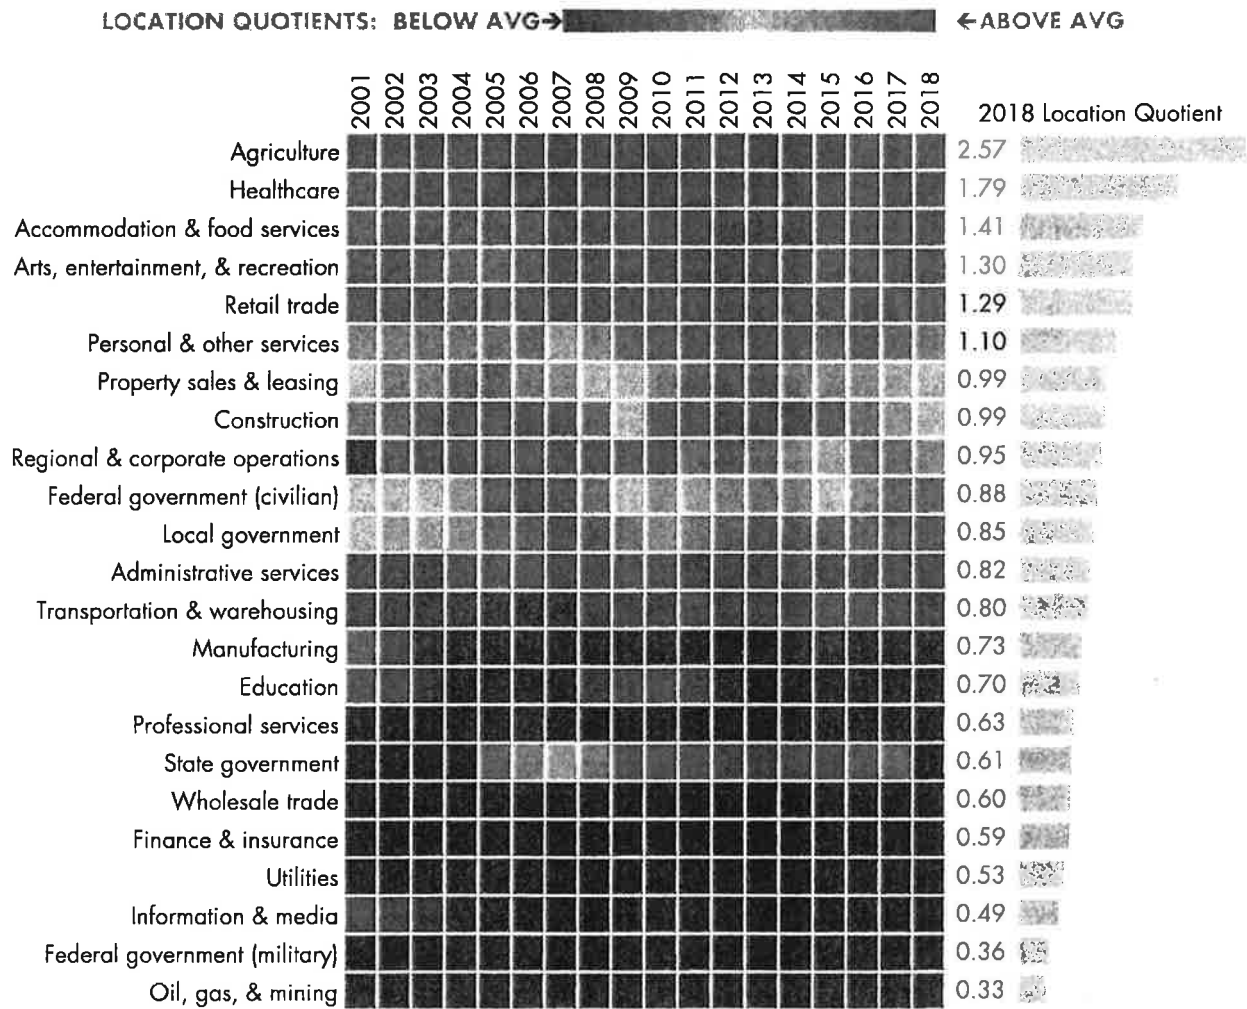 LOCATION QUOTIENTS: BELOW AVG→ ←ABOVE AVG
2001 2002 2003 2004 2005 2006 2007 2008 2009 2010 2011 2012 2013 2014 2015 2016 2017 2018
2018 Location Quotient
Agriculture 2.57
Healthcare 1.79
Accommodation & food services 1.41
Arts, entertainment, & recreation 1.30
Retail trade 1.29
Personal & other services 1.10
Property sales & leasing 0.99
Construction 0.99
Regional & corporate operations 0.95
Federal government (civilian) 0.88
Local government 0.85
Administrative services 0.82
Transportation & warehousing 0.80
Manufacturing 0.73
Education 0.70
Professional services 0.63
State government 0.61
Wholesale trade 0.60
Finance & insurance 0.59
Utilities 0.53
Information & media 0.49
Federal government (military) 0.36
Oil, gas, & mining 0.33